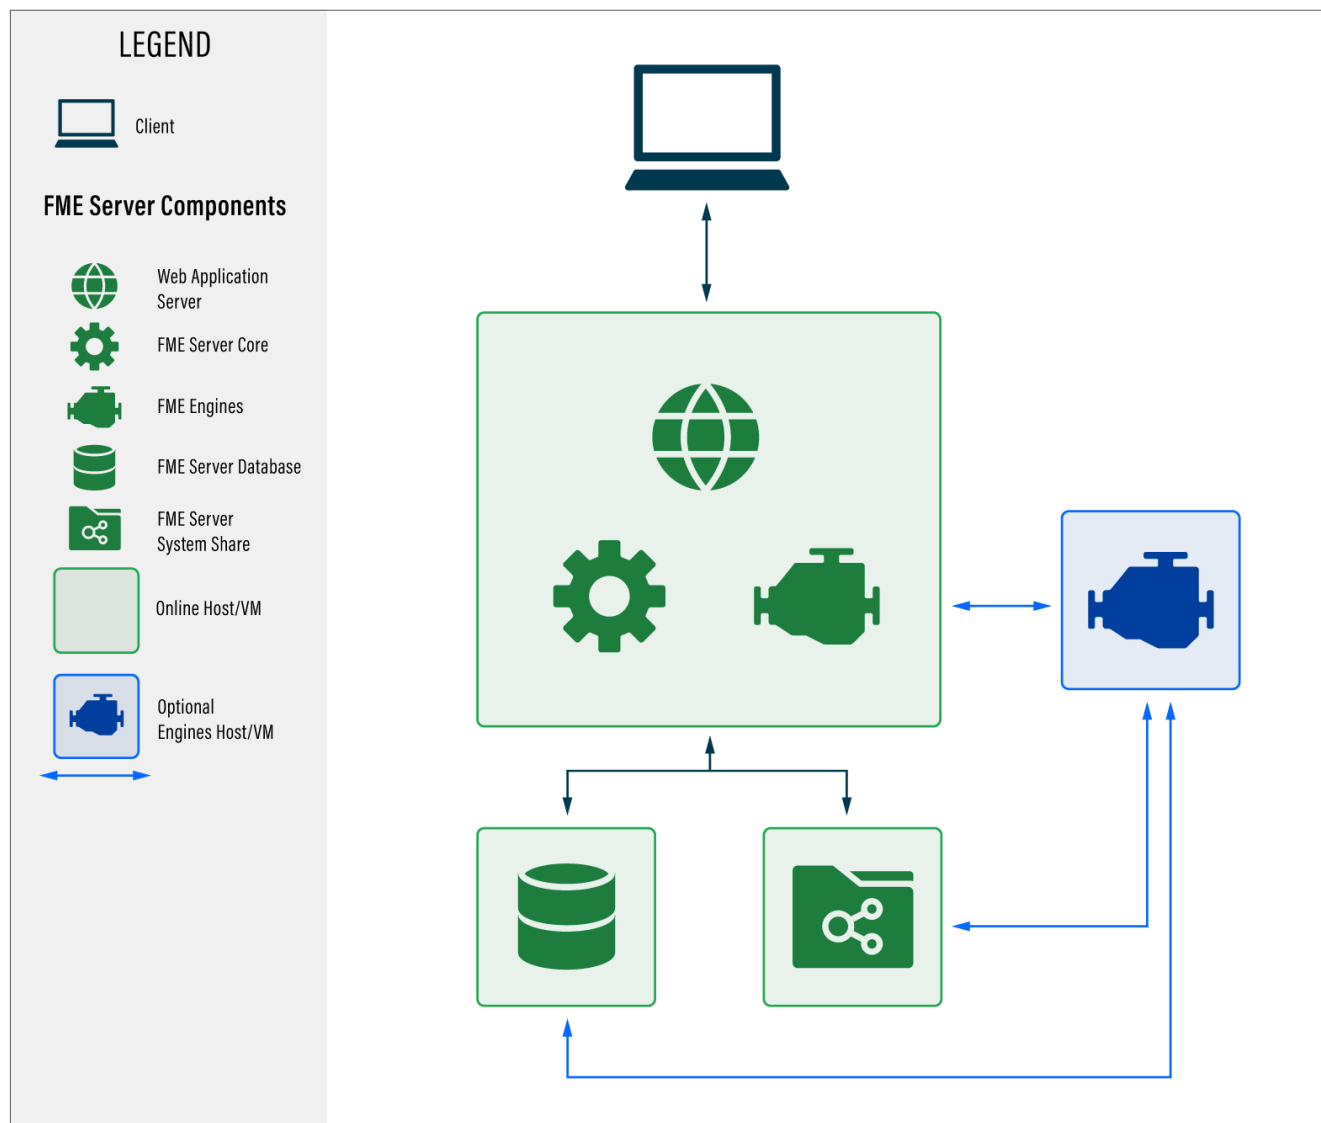 LEGEND
Client
FME Server Components
Web Application
Server
FME Server Core
FME Engines
FME Server Database
FME Server
System Share
Online Host/VM
Optional
Engines Host/VM